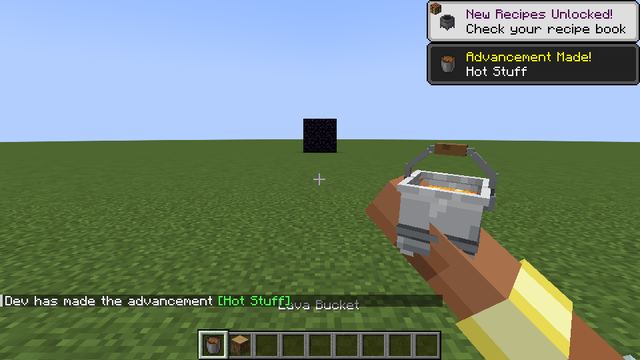 New Recipes Unlocked!
Check your recipe book
Advancement Made!
Hot Stuff
Dev has made the advancement [Hot Stuff]
Lava Bucket